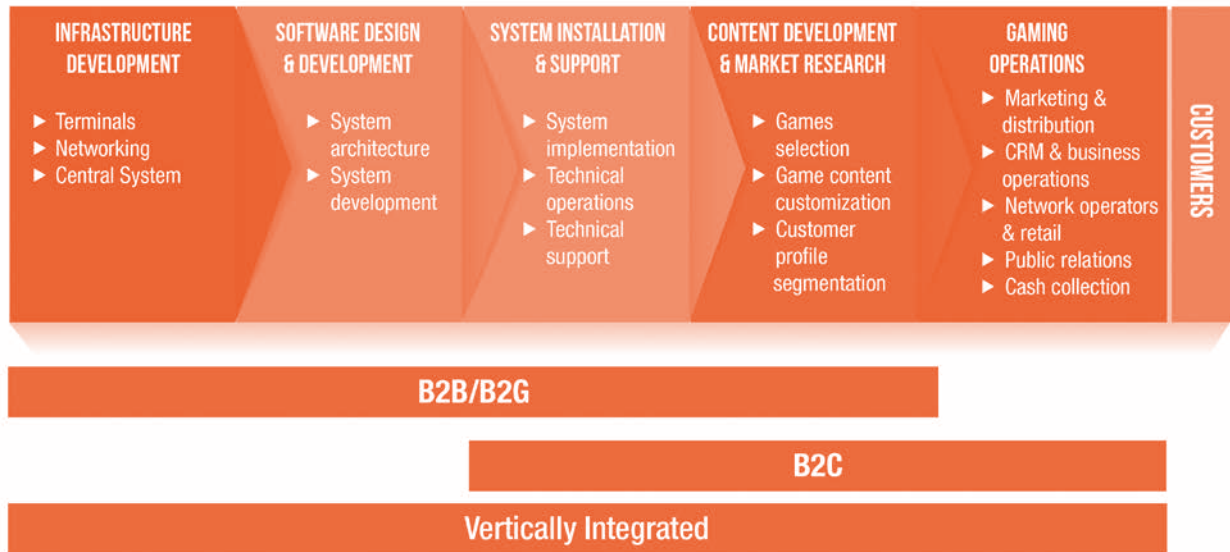 INFRASTRUCTURE
DEVELOPMENT
► Terminals
► Networking
► Central System
SOFTWARE DESIGN
& DEVELOPMENT
► System
architecture
► System
development
SYSTEM INSTALLATION
& SUPPORT
► System
implementation
► Technical
operations
► Technical
support
CONTENT DEVELOPMENT
& MARKET RESEARCH
► Games
selection
► Game content
customization
► Customer
profile
segmentation
GAMING
OPERATIONS
► Marketing &
distribution
► CRM & business
operations
► Network operators
& retail
► Public relations
► Cash collection
CUSTOMERS
B2B/B2G
B2C
Vertically Integrated